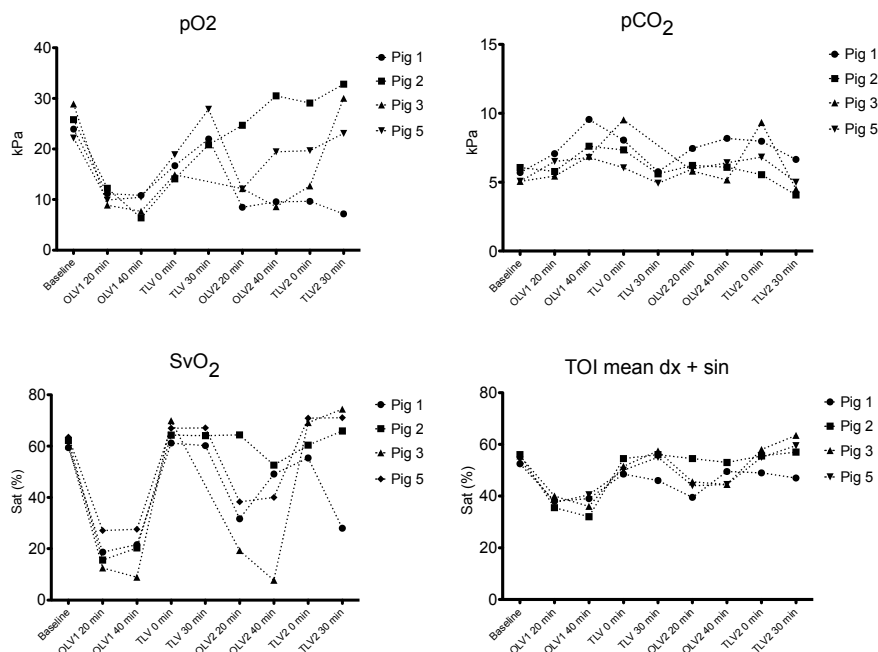 pO2
40
30
20
10
0
kPa
Baseline
OLV1 20 min
OLV1 40 min
TLV 0 min
TLV 30 min
OLV2 20 min
OLV2 40 min
TLV2 0 min
TLV2 30 min
Pig 1
Pig 2
Pig 3
Pig 5
pCO2
15
10
5
0
kPa
Baseline
OLV1 20 min
OLV1 40 min
TLV 0 min
TLV 30 min
OLV2 20 min
OLV2 40 min
TLV2 0 min
TLV2 30 min
Pig 1
Pig 2
Pig 3
Pig 5
SvO2
80
60
40
20
0
Sat (%)
Baseline
OLV1 20 min
OLV1 40 min
TLV 0 min
TLV 30 min
OLV2 20 min
OLV2 40 min
TLV2 0 min
TLV2 30 min
Pig 1
Pig 2
Pig 3
Pig 5
TOI mean dx + sin
80
60
40
20
0
Sat (%)
Baseline
OLV1 20 min
OLV1 40 min
TLV 0 min
TLV 30 min
OLV2 20 min
OLV2 40 min
TLV2 0 min
TLV2 30 min
Pig 1
Pig 2
Pig 3
Pig 5